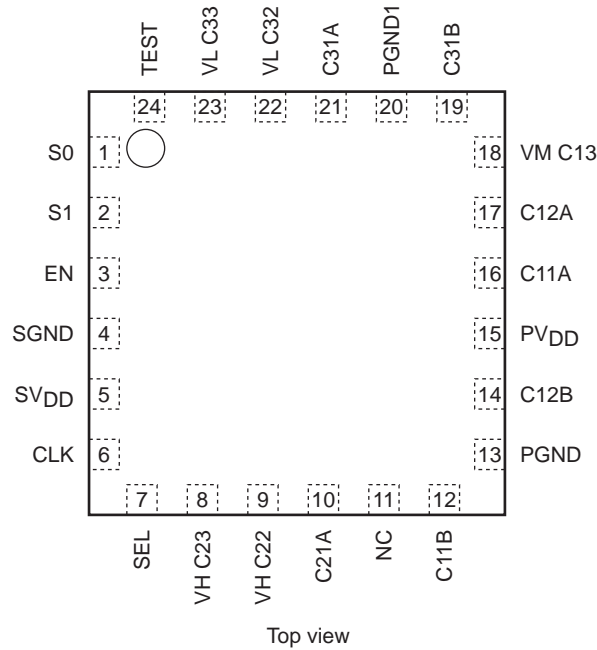 TEST
VL C33
VL C32
C31A
PGND1
C31B
24 23 22 21 20 19
S0 1
S1 2
EN 3
SGND 4
SVDD 5
CLK 6
18 VM C13
17 C12A
16 C11A
15 PVDD
14 C12B
13 PGND
7 8 9 10 11 12
SEL
VH C23
VH C22
C21A
NC
C11B
Top view